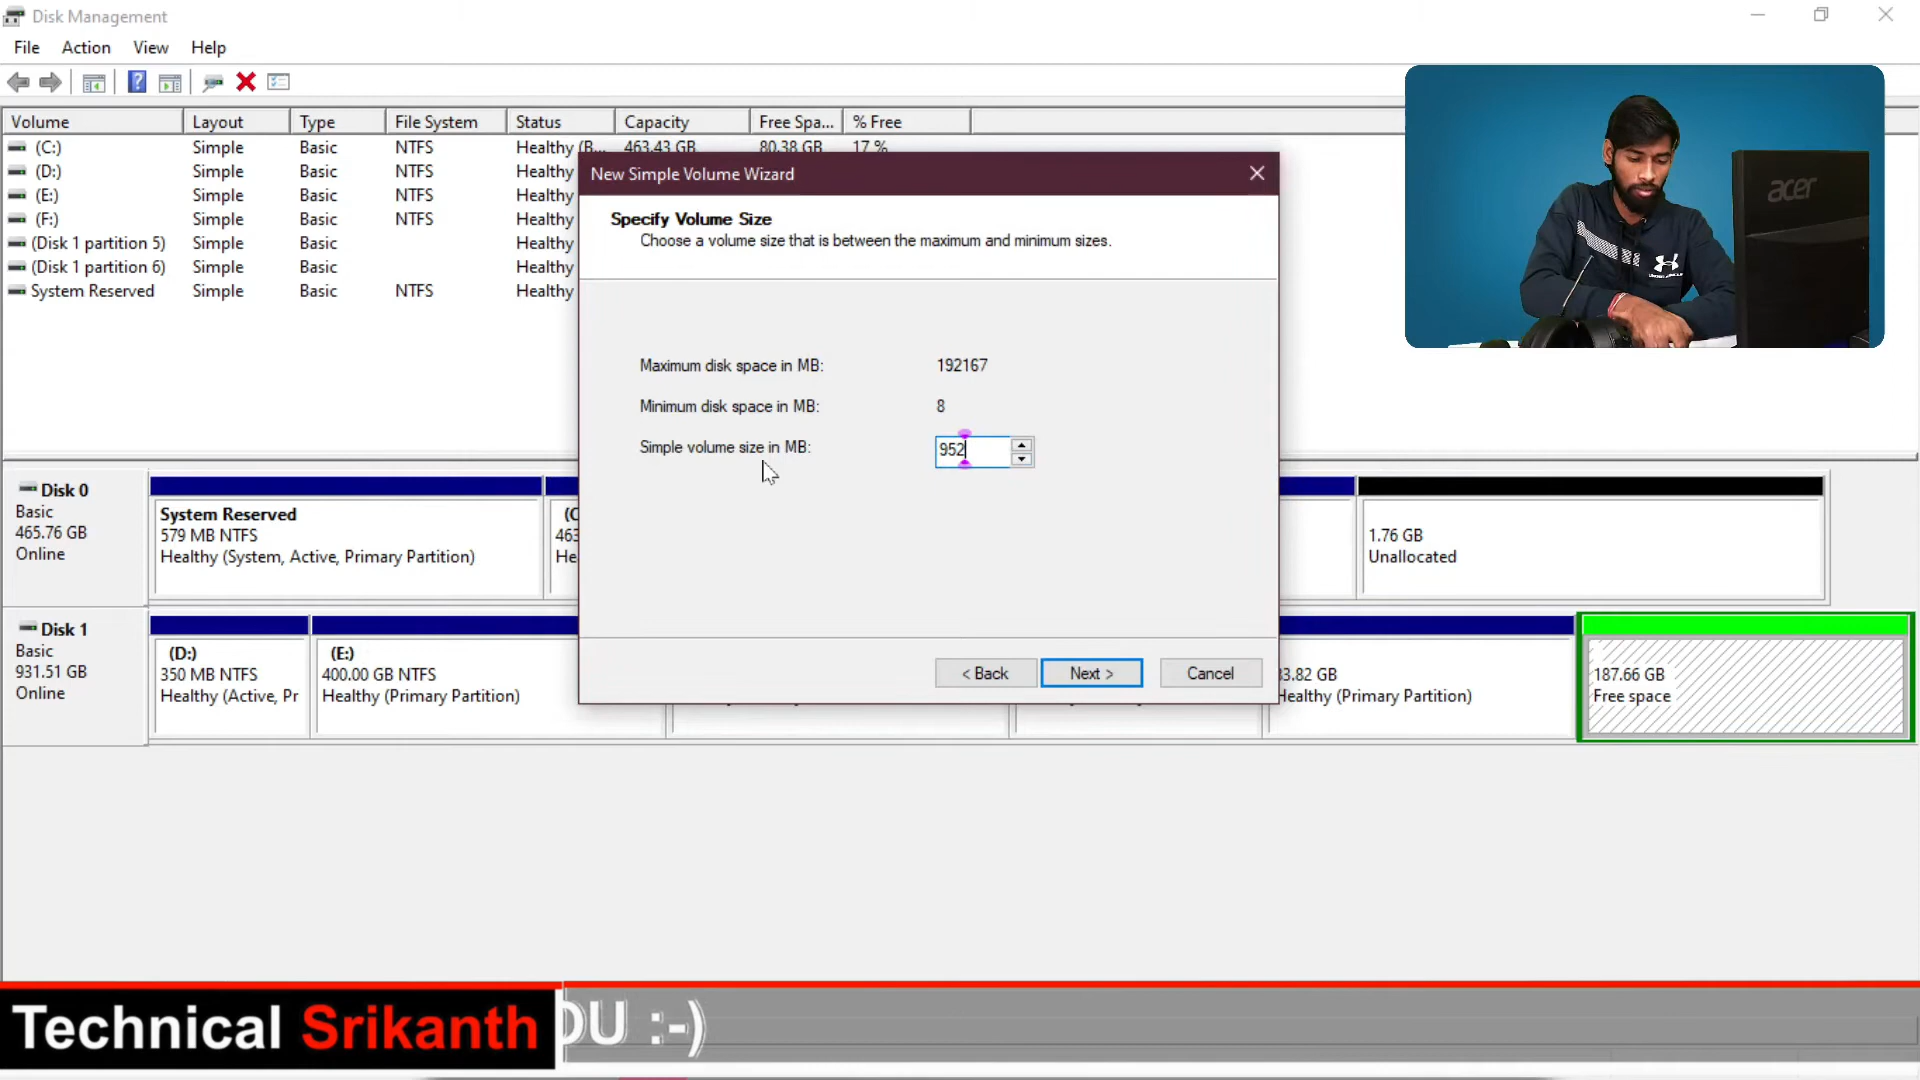 Disk Management
File Action View Help
Volume Layout Type File System Status Capacity Free Spa... % Free
(C:) Simple Basic NTFS Healthy (B... 463.43 GB 80.38 GB 17 %
(D:) Simple Basic NTFS Healthy
(E:) Simple Basic NTFS Healthy
(F:) Simple Basic NTFS Healthy
(Disk 1 partition 5) Simple Basic Healthy
(Disk 1 partition 6) Simple Basic Healthy
System Reserved Simple Basic NTFS Healthy
New Simple Volume Wizard
Specify Volume Size
Choose a volume size that is between the maximum and minimum sizes.
Maximum disk space in MB: 192167
Minimum disk space in MB: 8
Simple volume size in MB: 952
< Back Next > Cancel
acer
UNDER ARMOUR
Disk 0
Basic
465.76 GB
Online
System Reserved
579 MB NTFS
Healthy (System, Active, Primary Partition)
(C
463
He
1.76 GB
Unallocated
Disk 1
Basic
931.51 GB
Online
(D:)
350 MB NTFS
Healthy (Active, Pr
(E:)
400.00 GB NTFS
Healthy (Primary Partition)
3.82 GB
Healthy (Primary Partition)
187.66 GB
Free space
Technical Srikanth
OU :-)